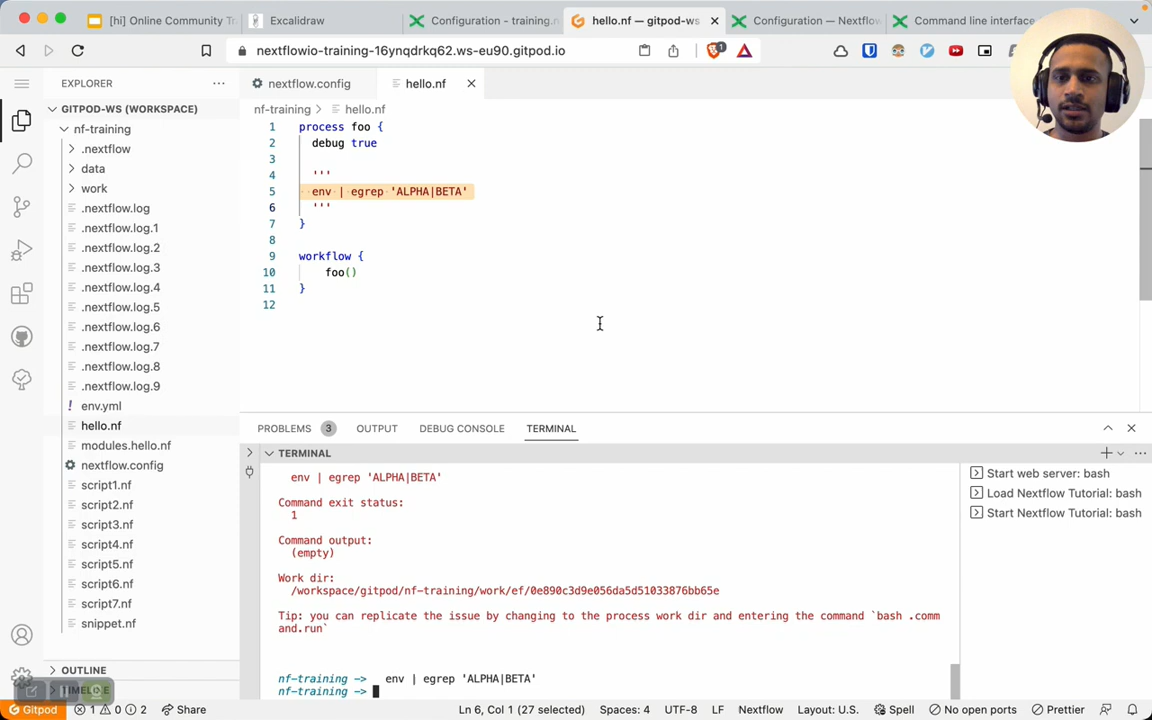 [hi] Online Community Tr
Excalidraw
Configuration - training.n
hello.nf — gitpod-ws
Configuration — Nextflow
Command line interface
nextflowio-training-16ynqdrkq62.ws-eu90.gitpod.io
1
EXPLORER
nextflow.config
hello.nf
GITPOD-WS (WORKSPACE)
nf-training > hello.nf
nf-training
.nextflow
data
work
.nextflow.log
.nextflow.log.1
.nextflow.log.2
.nextflow.log.3
.nextflow.log.4
.nextflow.log.5
.nextflow.log.6
.nextflow.log.7
.nextflow.log.8
.nextflow.log.9
! env.yml
hello.nf
modules.hello.nf
nextflow.config
script1.nf
script2.nf
script3.nf
script4.nf
script5.nf
script6.nf
script7.nf
snippet.nf
OUTLINE
1 process foo {
2 debug true
3
4 '''
5 env | egrep 'ALPHA|BETA'
6 '''
7 }
8
9 workflow {
10 foo()
11 }
12
PROBLEMS 3 OUTPUT DEBUG CONSOLE TERMINAL
TERMINAL
env | egrep 'ALPHA|BETA'
Command exit status:
1
Command output:
(empty)
Work dir:
/workspace/gitpod/nf-training/work/ef/0e890c3d9e056da5d51033876bb65e
Tip: you can replicate the issue by changing to the process work dir and entering the command `bash .comm
and.run`
nf-training -> env | egrep 'ALPHA|BETA'
nf-training ->
Start web server: bash
Load Nextflow Tutorial: bash
Start Nextflow Tutorial: bash
Gitpod 1 0 2 Share
Ln 6, Col 1 (27 selected) Spaces: 4 UTF-8 LF Nextflow Layout: U.S. Spell No open ports Prettier